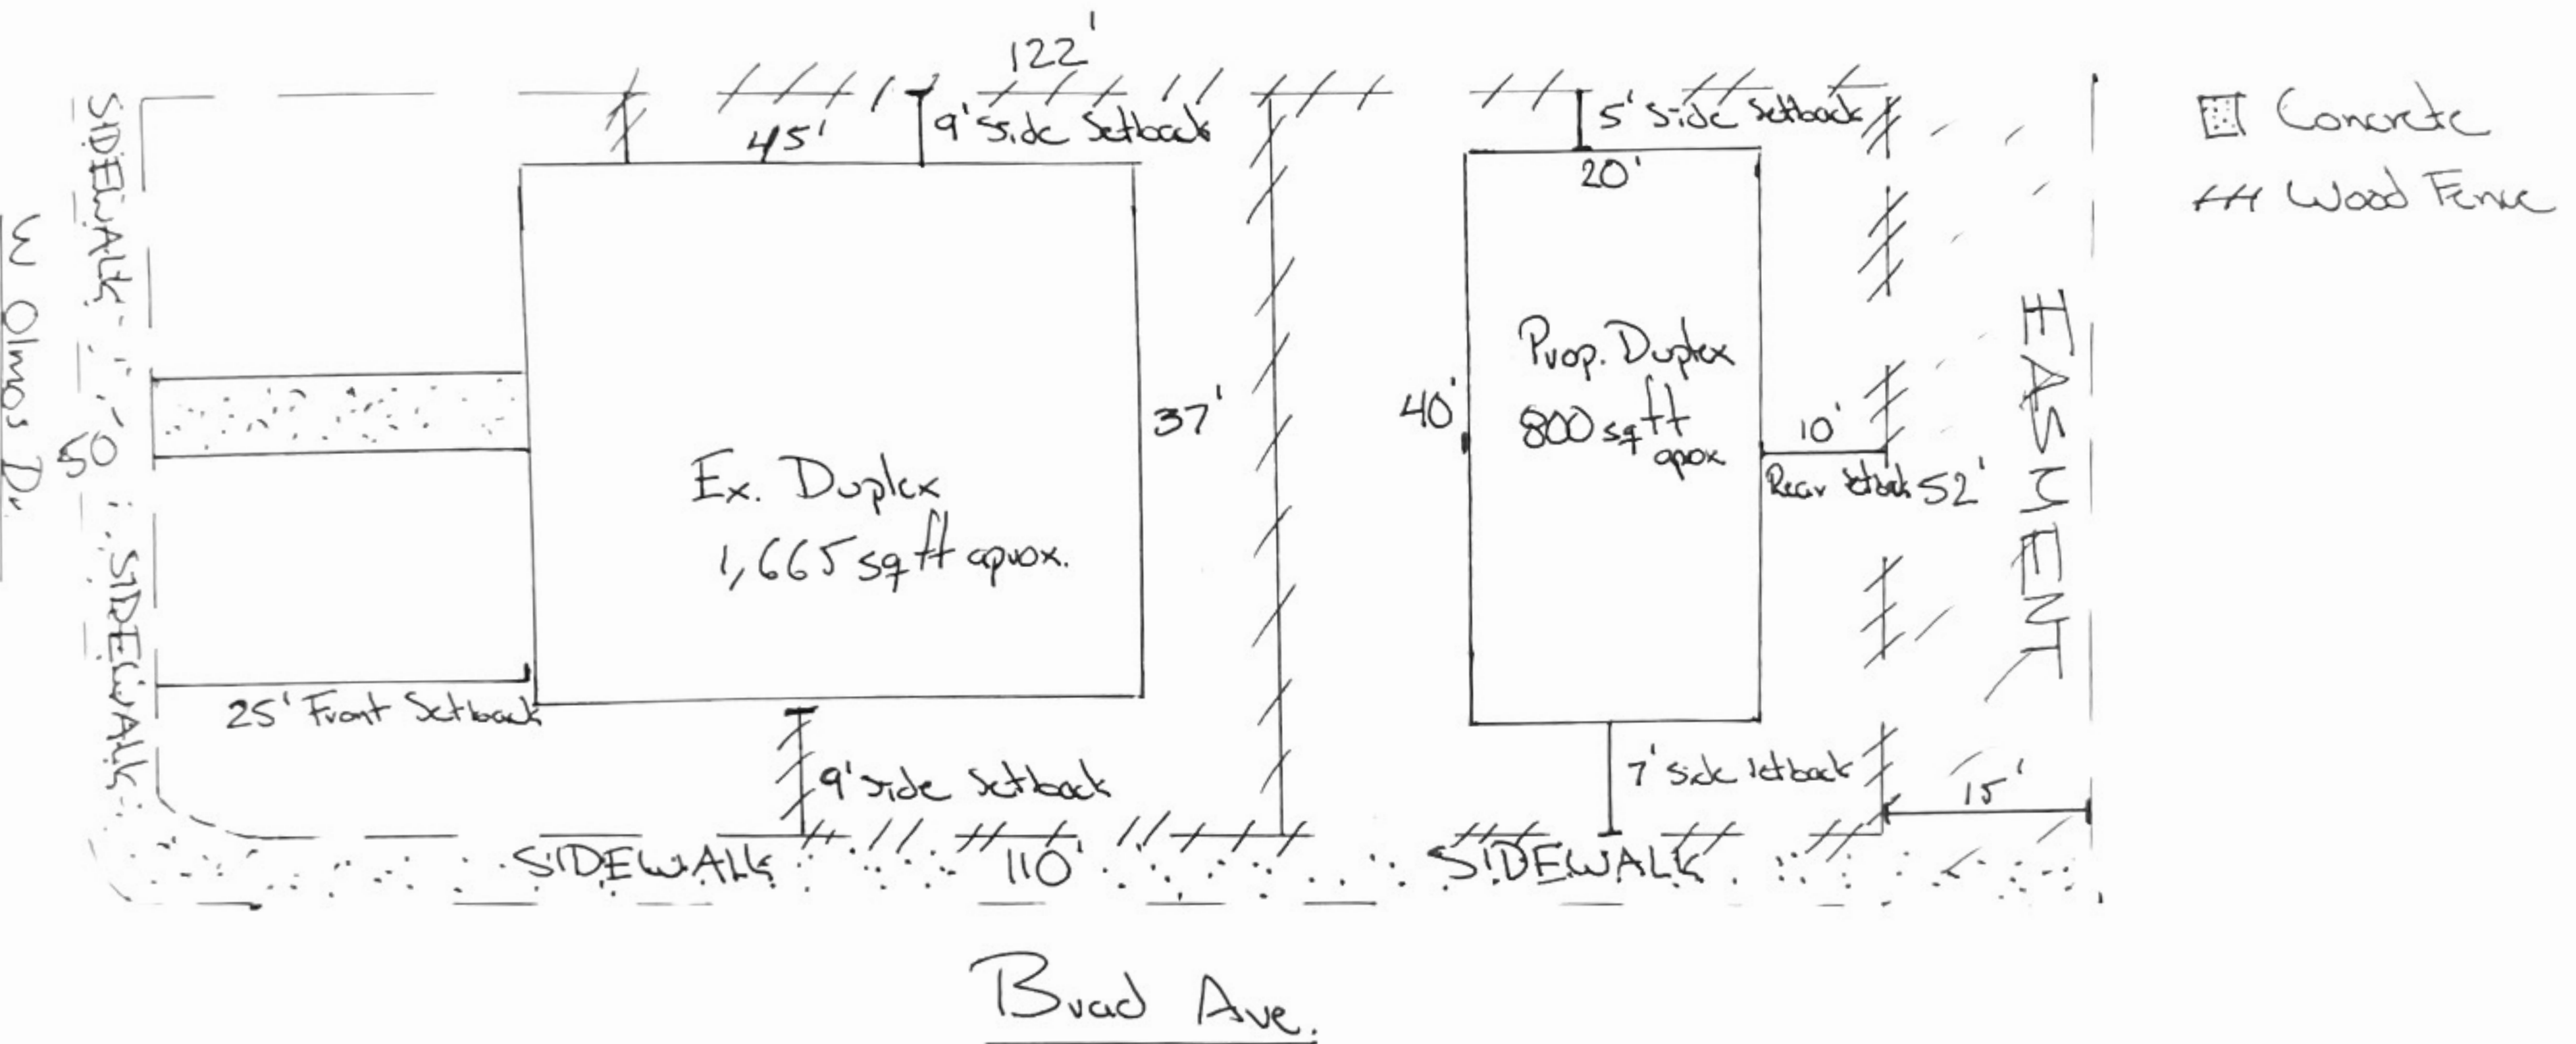 122'
45'
9' side setback
5' side setback
20'
Concrete
Wood Fence
SIDEWALK
W Olmos Dr.
50
SIDEWALK
Ex. Duplex
1,665 sq ft aprox.
37'
40'
Prop. Duplex
800 sq ft
apox
10'
Rear setback
52'
EASMENT
25' Front Setback
9' side setback
7' side setback
15'
SIDEWALK
110'
SIDEWALK
Brad Ave.